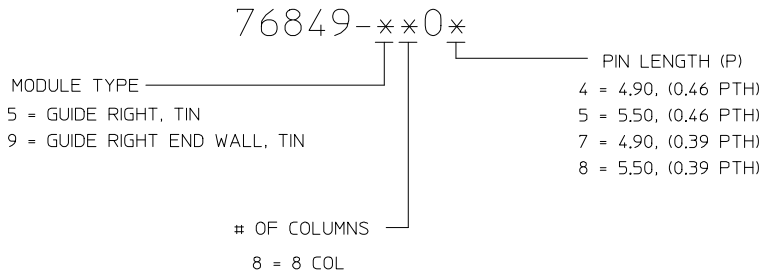 76849-**0*
MODULE TYPE
5 = GUIDE RIGHT, TIN
9 = GUIDE RIGHT END WALL, TIN
PIN LENGTH (P)
4 = 4.90, (0.46 PTH)
5 = 5.50, (0.46 PTH)
7 = 4.90, (0.39 PTH)
8 = 5.50, (0.39 PTH)
# OF COLUMNS
8 = 8 COL